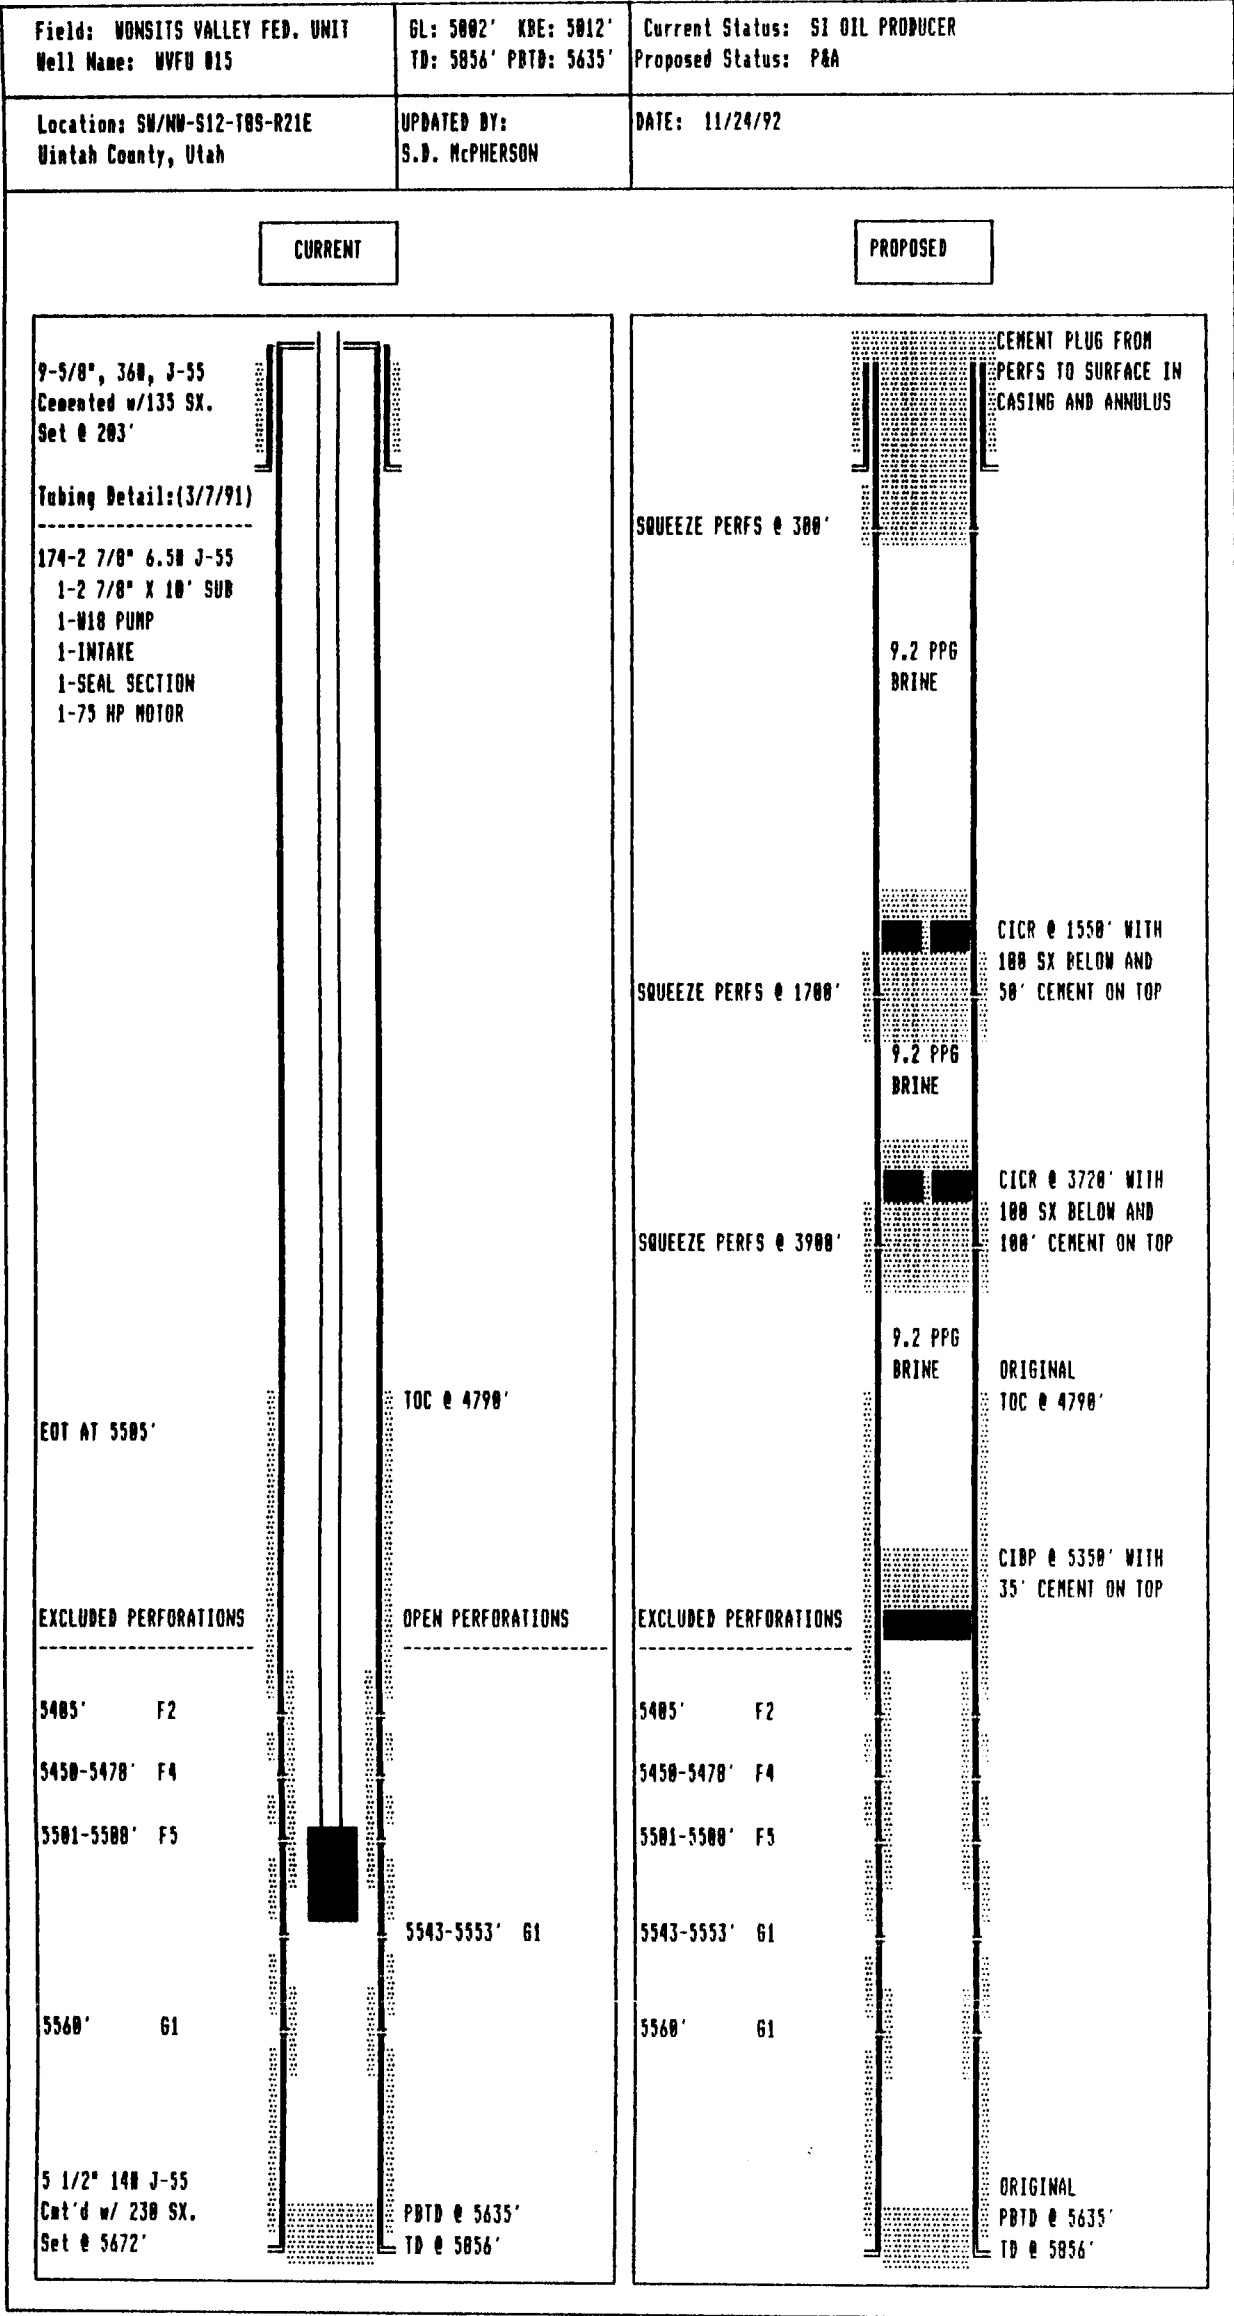 Field: WONSITS VALLEY FED. UNIT
Well Name: WVFU #15
GL: 5002' KBE: 5012'
TD: 5856' PBTD: 5635'
Current Status: SI OIL PRODUCER
Proposed Status: P&A
Location: SW/NW-S12-T8S-R21E
Uintah County, Utah
UPDATED BY:
S.D. McPHERSON
DATE: 11/24/92
CURRENT
9-5/8", 36#, J-55
Cemented w/135 SX.
Set @ 203'
Tubing Detail:(3/7/91)
----------------------
174-2 7/8" 6.5# J-55
1-2 7/8" X 10' SUB
1-W18 PUMP
1-INTAKE
1-SEAL SECTION
1-75 HP MOTOR
TOC @ 4790'
EOT AT 5505'
EXCLUDED PERFORATIONS
----------------------
OPEN PERFORATIONS
---------------------
5405' F2
5450-5478' F4
5501-5508' F5
5543-5553' G1
5560' G1
5 1/2" 14# J-55
Cmt'd w/ 230 SX.
Set @ 5672'
PBTD @ 5635'
TD @ 5856'
PROPOSED
CEMENT PLUG FROM
PERFS TO SURFACE IN
CASING AND ANNULUS
SQUEEZE PERFS @ 300'
9.2 PPG
BRINE
CICR @ 1550' WITH
100 SX BELOW AND
50' CEMENT ON TOP
SQUEEZE PERFS @ 1700'
9.2 PPG
BRINE
CICR @ 3720' WITH
100 SX BELOW AND
100' CEMENT ON TOP
SQUEEZE PERFS @ 3900'
9.2 PPG
BRINE
ORIGINAL
TOC @ 4790'
CIBP @ 5350' WITH
35' CEMENT ON TOP
EXCLUDED PERFORATIONS
----------------------
5405' F2
5450-5478' F4
5501-5508' F5
5543-5553' G1
5560' G1
ORIGINAL
PBTD @ 5635'
TD @ 5856'